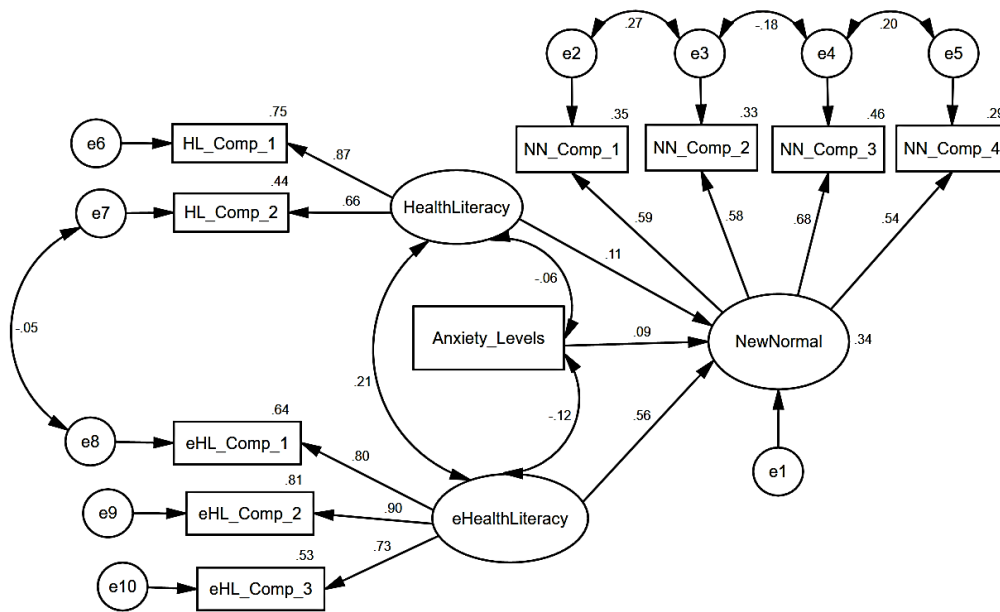 .27
-.18
.20
e2
e3
e4
e5
.35
.33
.46
.29
NN_Comp_1
NN_Comp_2
NN_Comp_3
NN_Comp_4
.75
e6
HL_Comp_1
.87
.44
e7
HL_Comp_2
.66
HealthLiteracy
.59
.58
.68
.54
.11
-.06
-.05
Anxiety_Levels
.09
NewNormal
.34
.21
-.12
.56
.64
e8
eHL_Comp_1
.80
e1
.81
e9
eHL_Comp_2
.90
eHealthLiteracy
.73
.53
e10
eHL_Comp_3